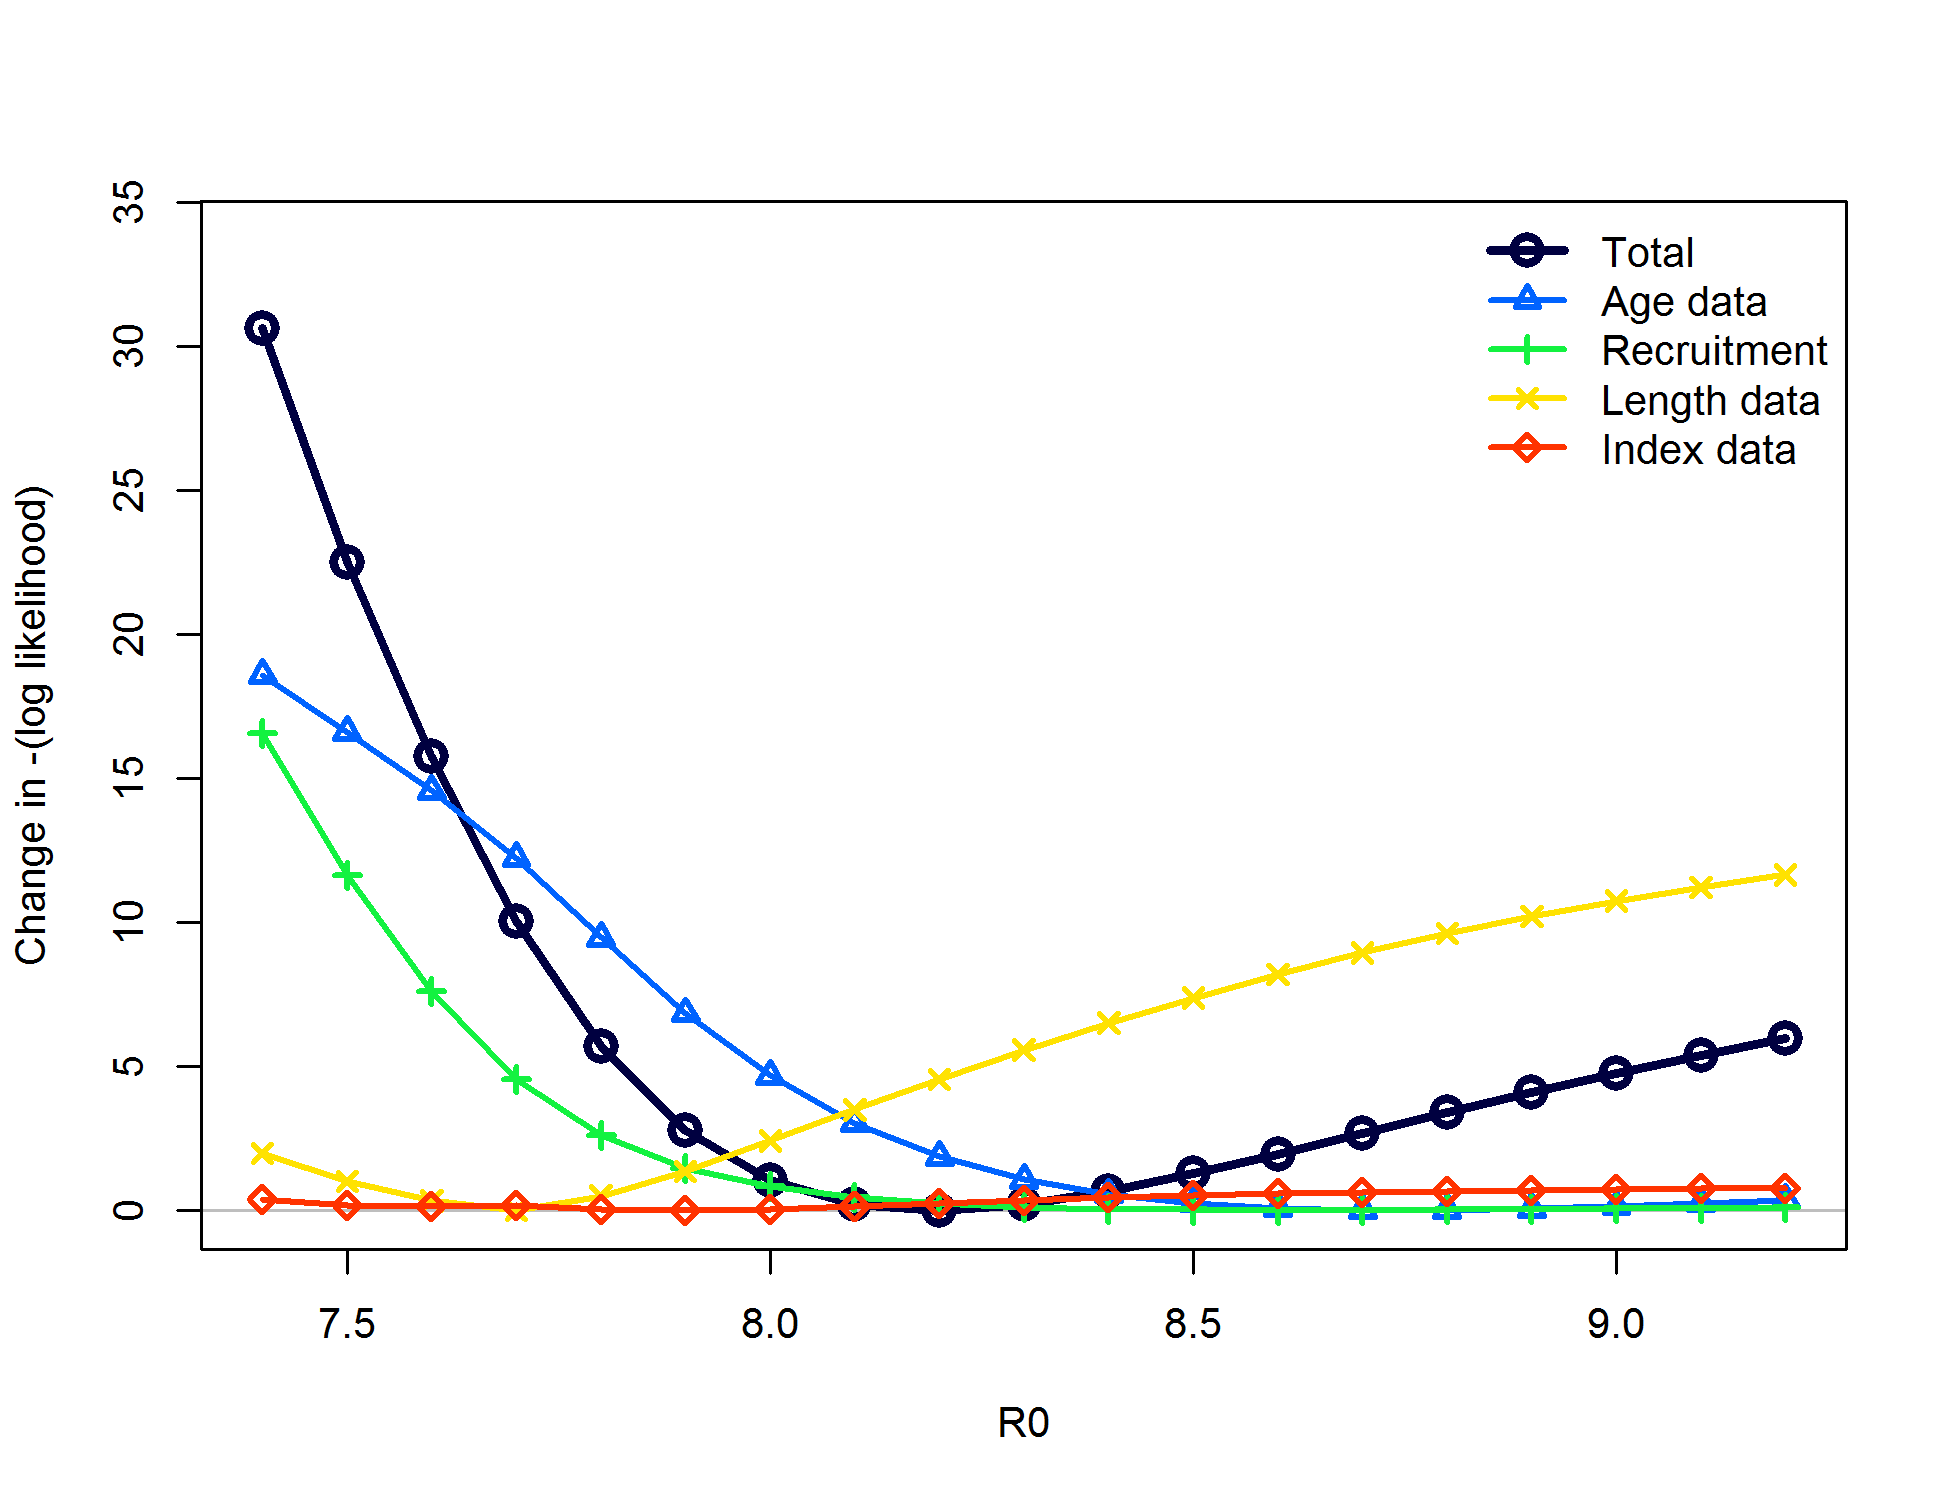 35
30
25
20
15
10
5
0
Change in -(log likelihood)
Total
Age data
Recruitment
Length data
Index data
7.5 8.0 8.5 9.0
R0